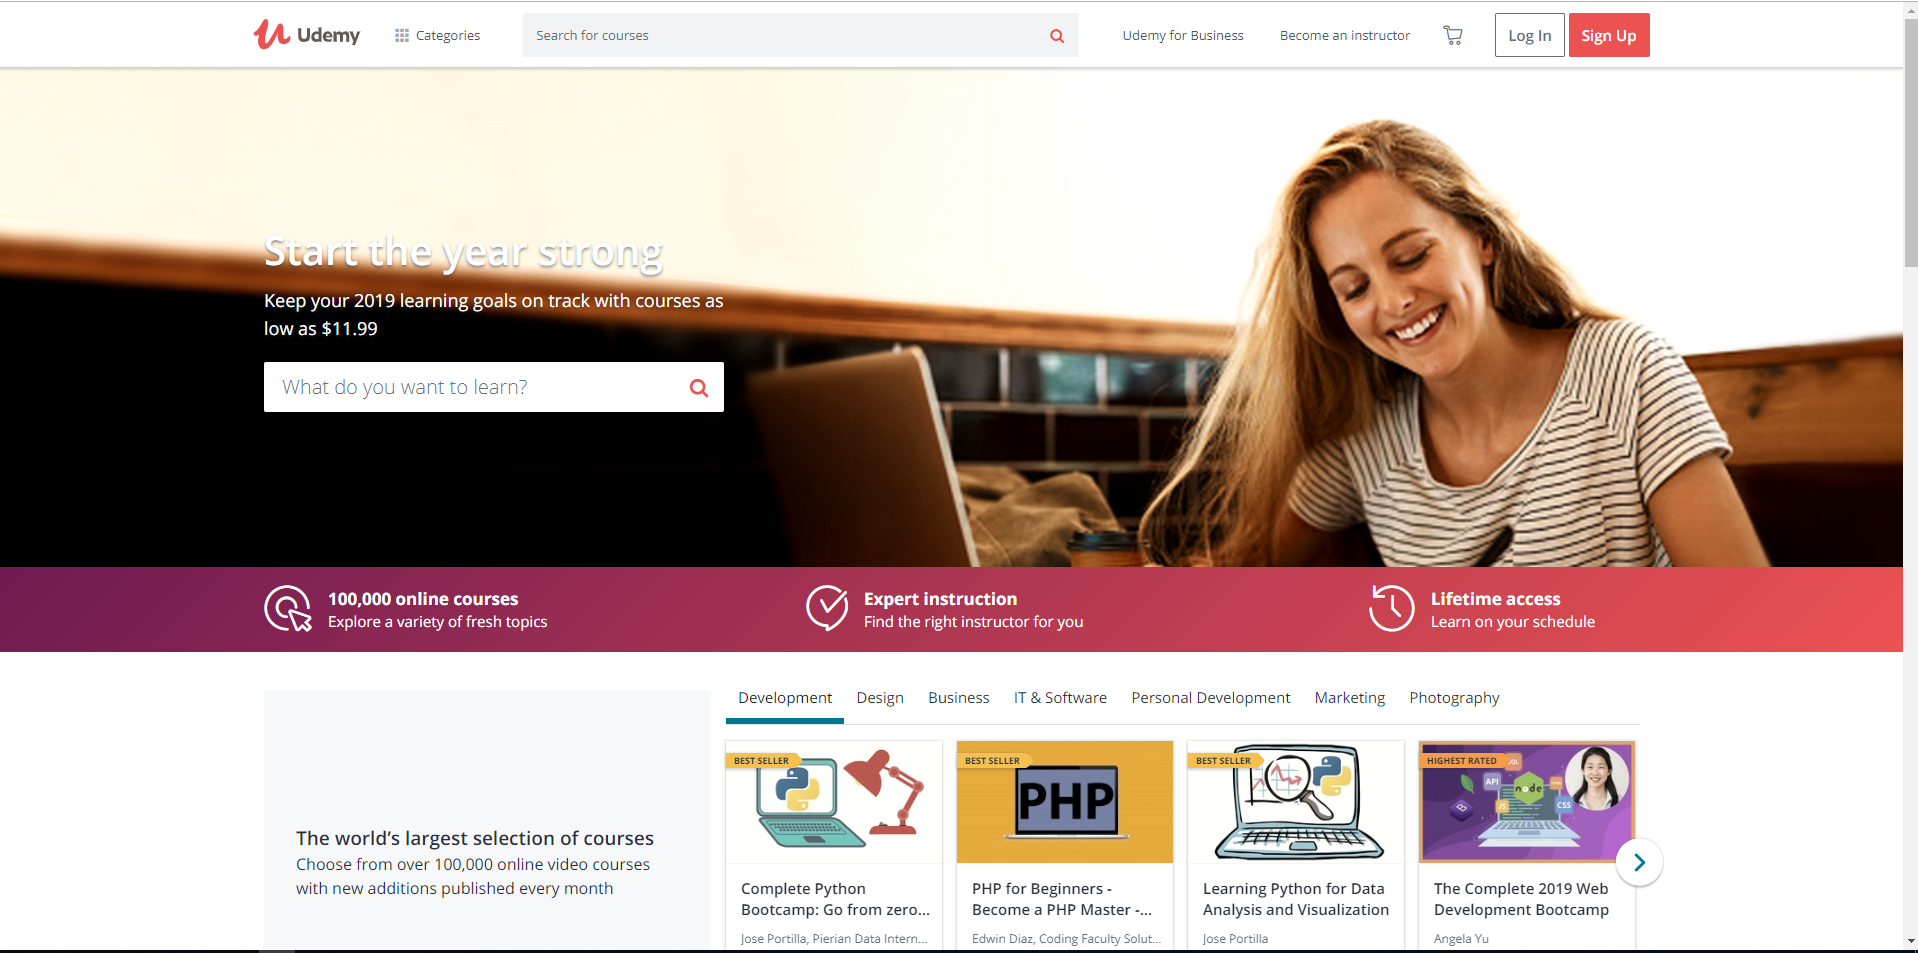 Udemy
Categories
Search for courses
Udemy for Business
Become an instructor
Log In
Sign Up
Start the year strong
Keep your 2019 learning goals on track with courses as
low as $11.99
What do you want to learn?
100,000 online courses
Explore a variety of fresh topics
Expert instruction
Find the right instructor for you
Lifetime access
Learn on your schedule
The world’s largest selection of courses
Choose from over 100,000 online video courses
with new additions published every month
Development
Design
Business
IT & Software
Personal Development
Marketing
Photography
BEST SELLER
Complete Python
Bootcamp: Go from zero...
Jose Portilla, Pierian Data Intern...
BEST SELLER
PHP
PHP for Beginners -
Become a PHP Master -...
Edwin Diaz, Coding Faculty Solut...
BEST SELLER
Learning Python for Data
Analysis and Visualization
Jose Portilla
HIGHEST RATED
API
node
JS
CSS
The Complete 2019 Web
Development Bootcamp
Angela Yu